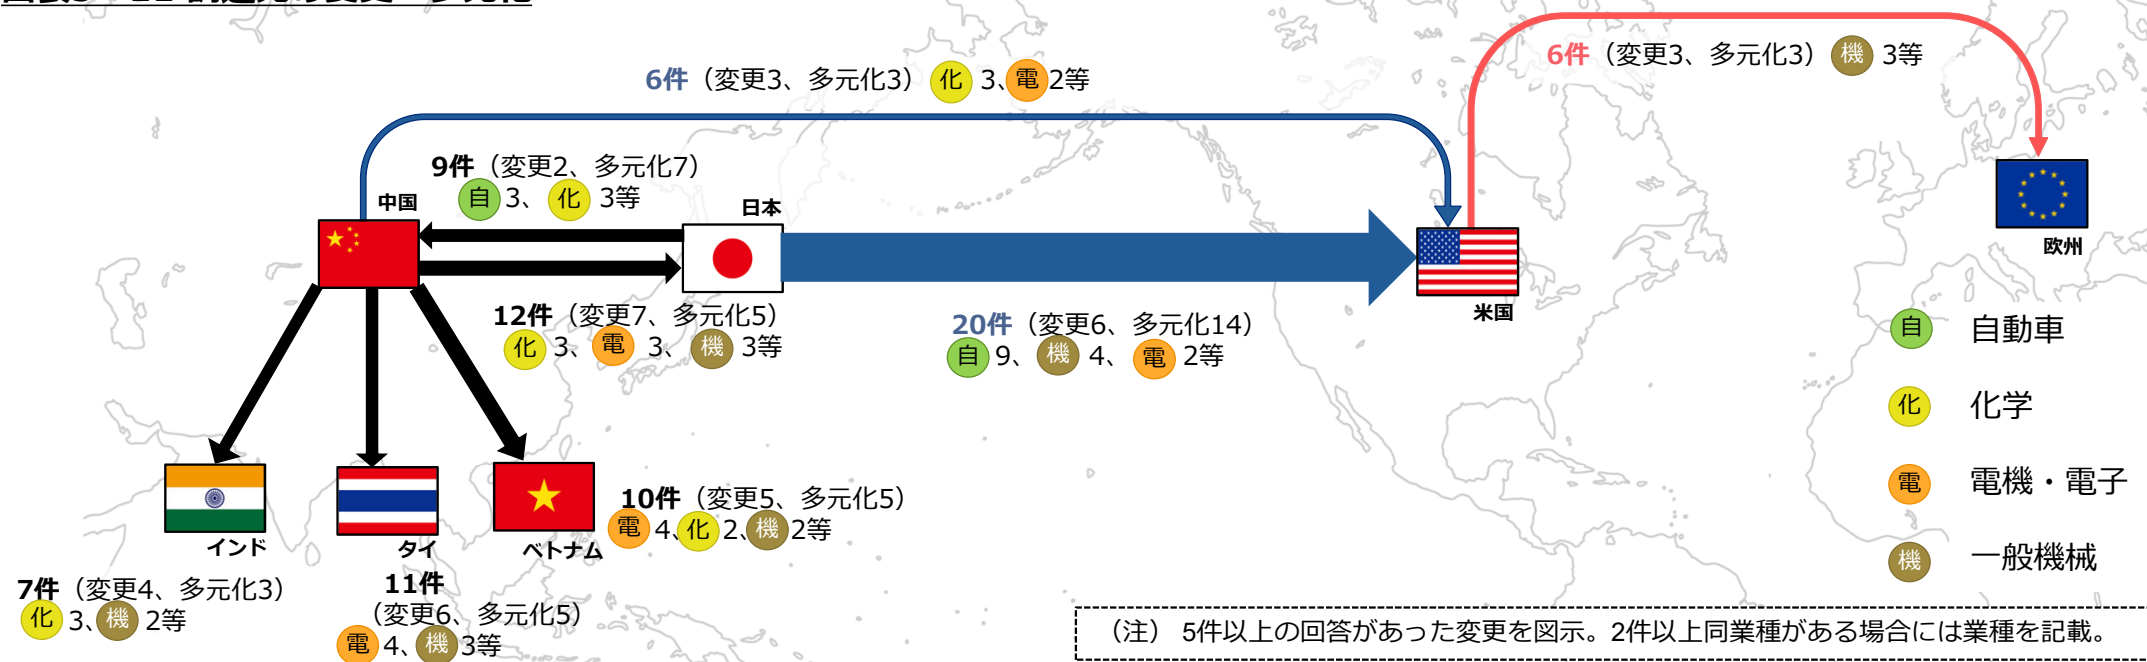 6件（変更3、多元化3）機 3等
6件（変更3、多元化3）化 3、電 2等
9件（変更2、多元化7）
自 3、化 3等
中国
日本
欧州
12件（変更7、多元化5）
化 3、電 3、機 3等
20件（変更6、多元化14）
自 9、機 4、電 2等
米国
自 自動車
化 化学
電 電機・電子
機 一般機械
インド
タイ
ベトナム
10件（変更5、多元化5）
電 4、化 2、機 2等
7件（変更4、多元化3）
化 3、機 2等
11件
（変更6、多元化5）
電 4、機 3等
（注） 5件以上の回答があった変更を図示。2件以上同業種がある場合には業種を記載。